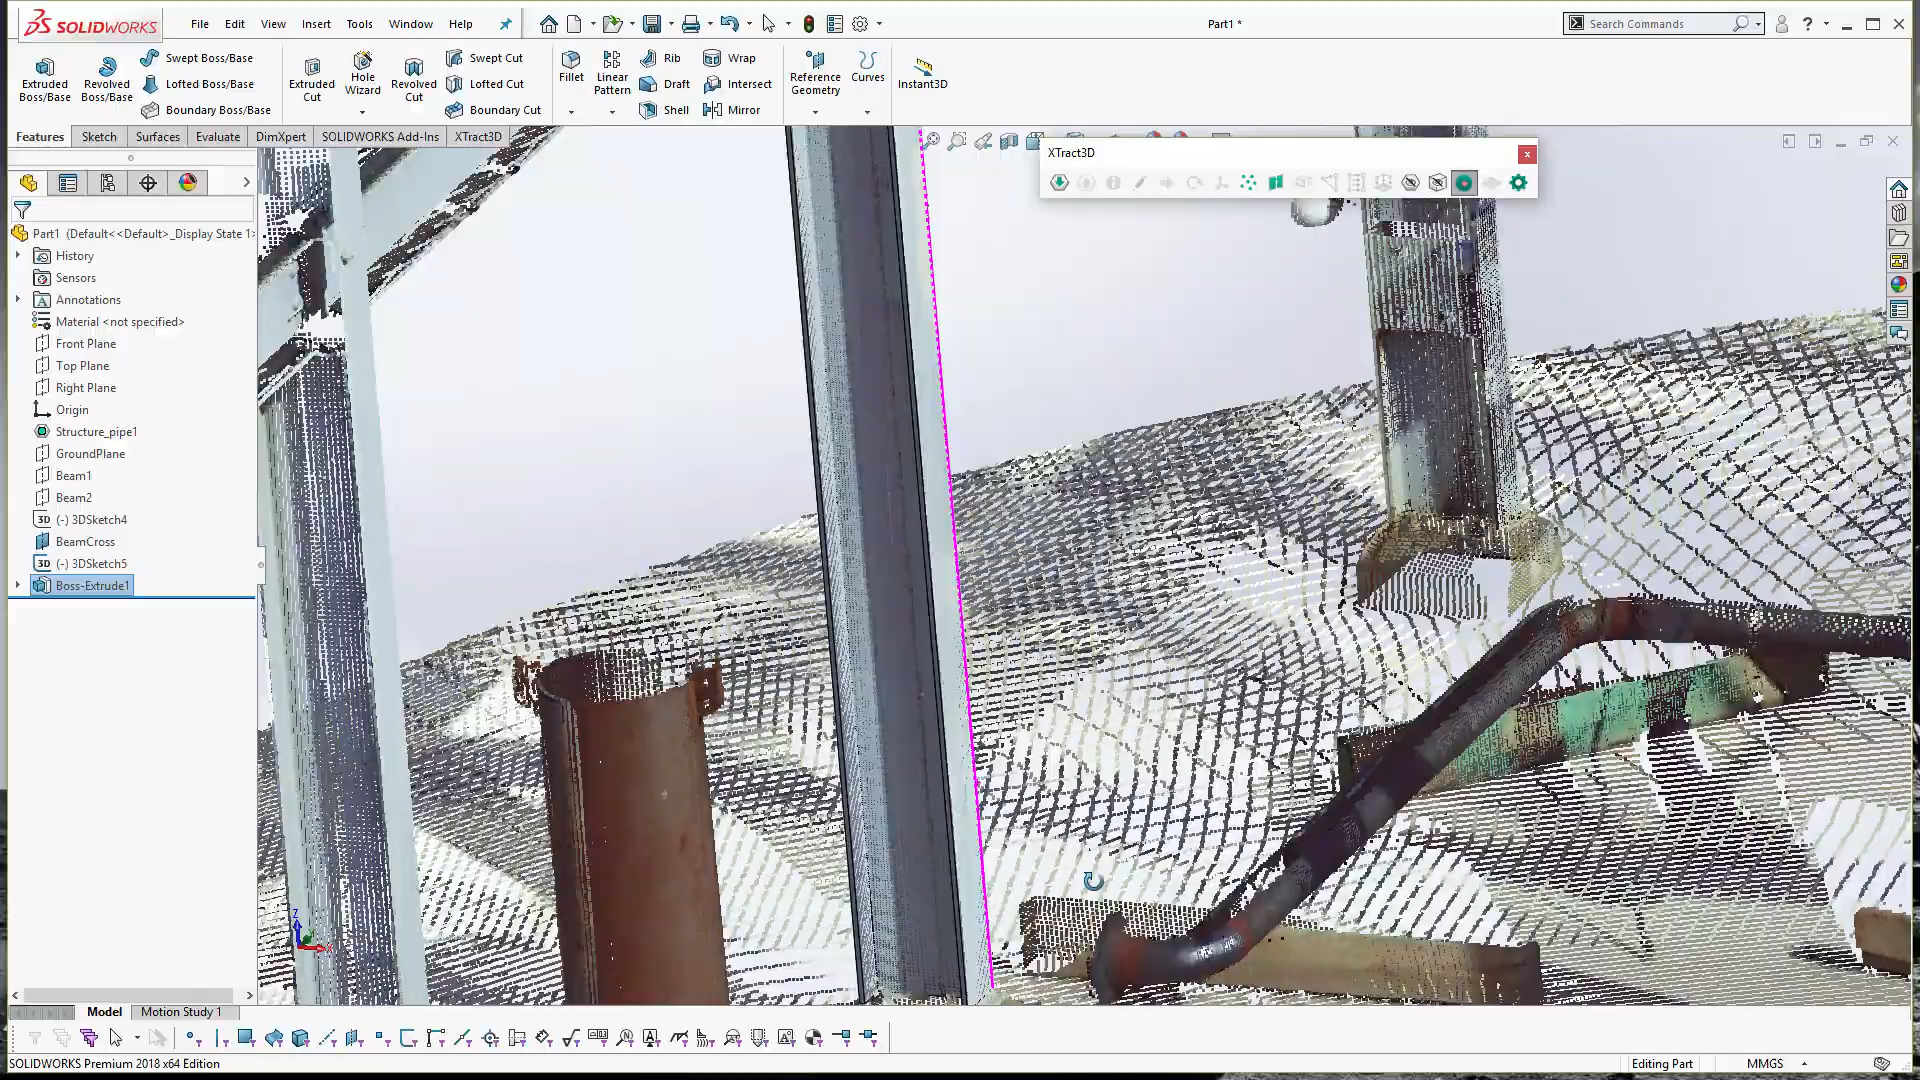 SOLIDWORKS
File Edit View Insert Tools Window Help
Part1 *
Search Commands
Extruded Boss/Base
Revolved Boss/Base
Swept Boss/Base
Lofted Boss/Base
Boundary Boss/Base
Extruded Cut
Hole Wizard
Revolved Cut
Swept Cut
Lofted Cut
Boundary Cut
Fillet
Linear Pattern
Rib
Draft
Shell
Wrap
Intersect
Mirror
Reference Geometry
Curves
Instant3D
Features Sketch Surfaces Evaluate DimXpert SOLIDWORKS Add-Ins XTract3D
XTract3D
Part1 (Default<<Default>_Display State 1>
History
Sensors
Annotations
Material <not specified>
Front Plane
Top Plane
Right Plane
Origin
Structure_pipe1
GroundPlane
Beam1
Beam2
3D (-) 3DSketch4
BeamCross
3D (-) 3DSketch5
Boss-Extrude1
Z
X
Model Motion Study 1
SOLIDWORKS Premium 2018 x64 Edition
Editing Part MMGS